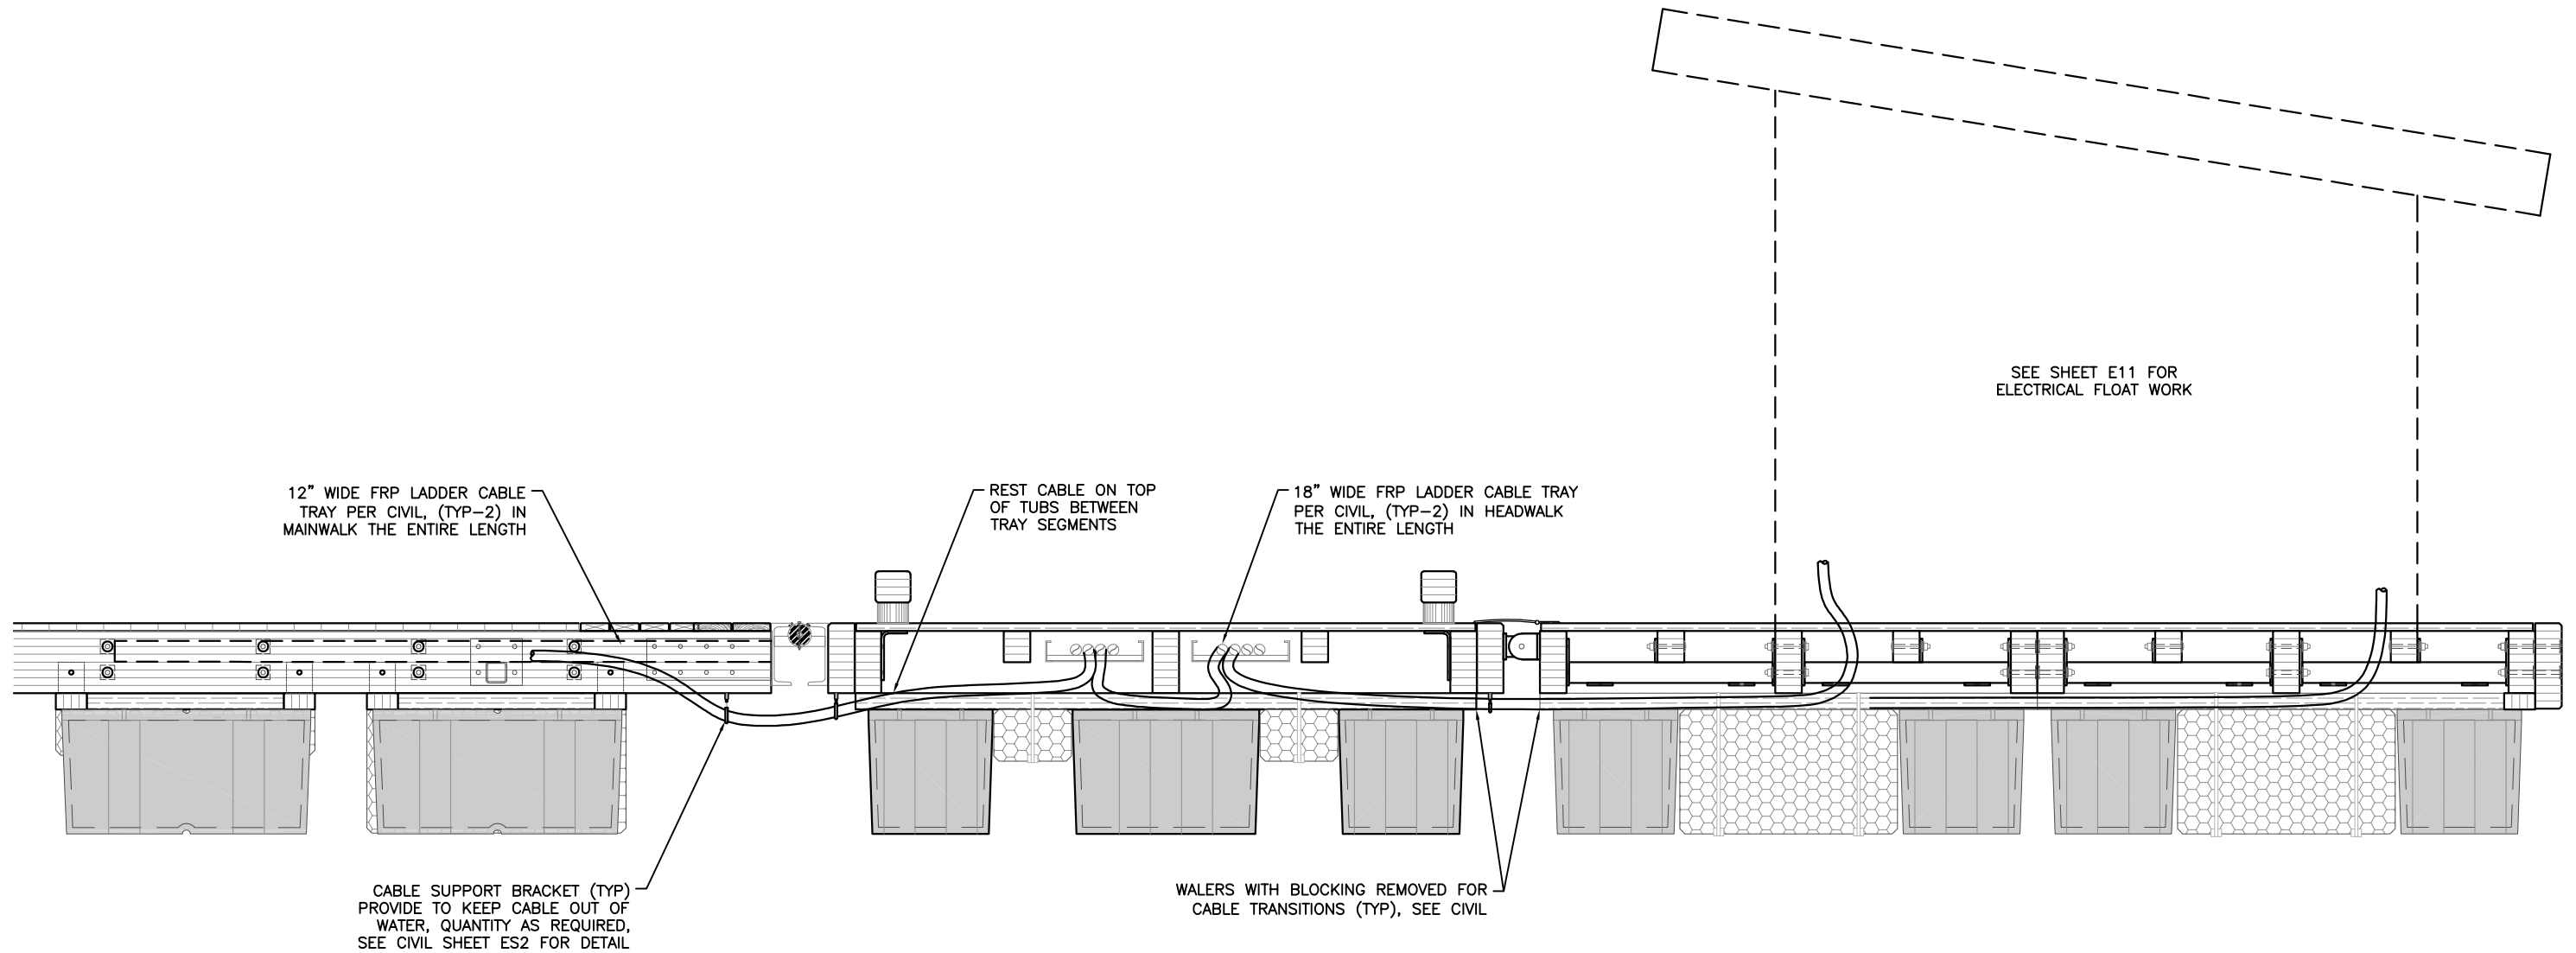 SEE SHEET E11 FOR
ELECTRICAL FLOAT WORK
12" WIDE FRP LADDER CABLE
TRAY PER CIVIL, (TYP-2) IN
MAINWALK THE ENTIRE LENGTH
REST CABLE ON TOP
OF TUBS BETWEEN
TRAY SEGMENTS
18" WIDE FRP LADDER CABLE TRAY
PER CIVIL, (TYP-2) IN HEADWALK
THE ENTIRE LENGTH
CABLE SUPPORT BRACKET (TYP)
PROVIDE TO KEEP CABLE OUT OF
WATER, QUANTITY AS REQUIRED,
SEE CIVIL SHEET ES2 FOR DETAIL
WALERS WITH BLOCKING REMOVED FOR
CABLE TRANSITIONS (TYP), SEE CIVIL